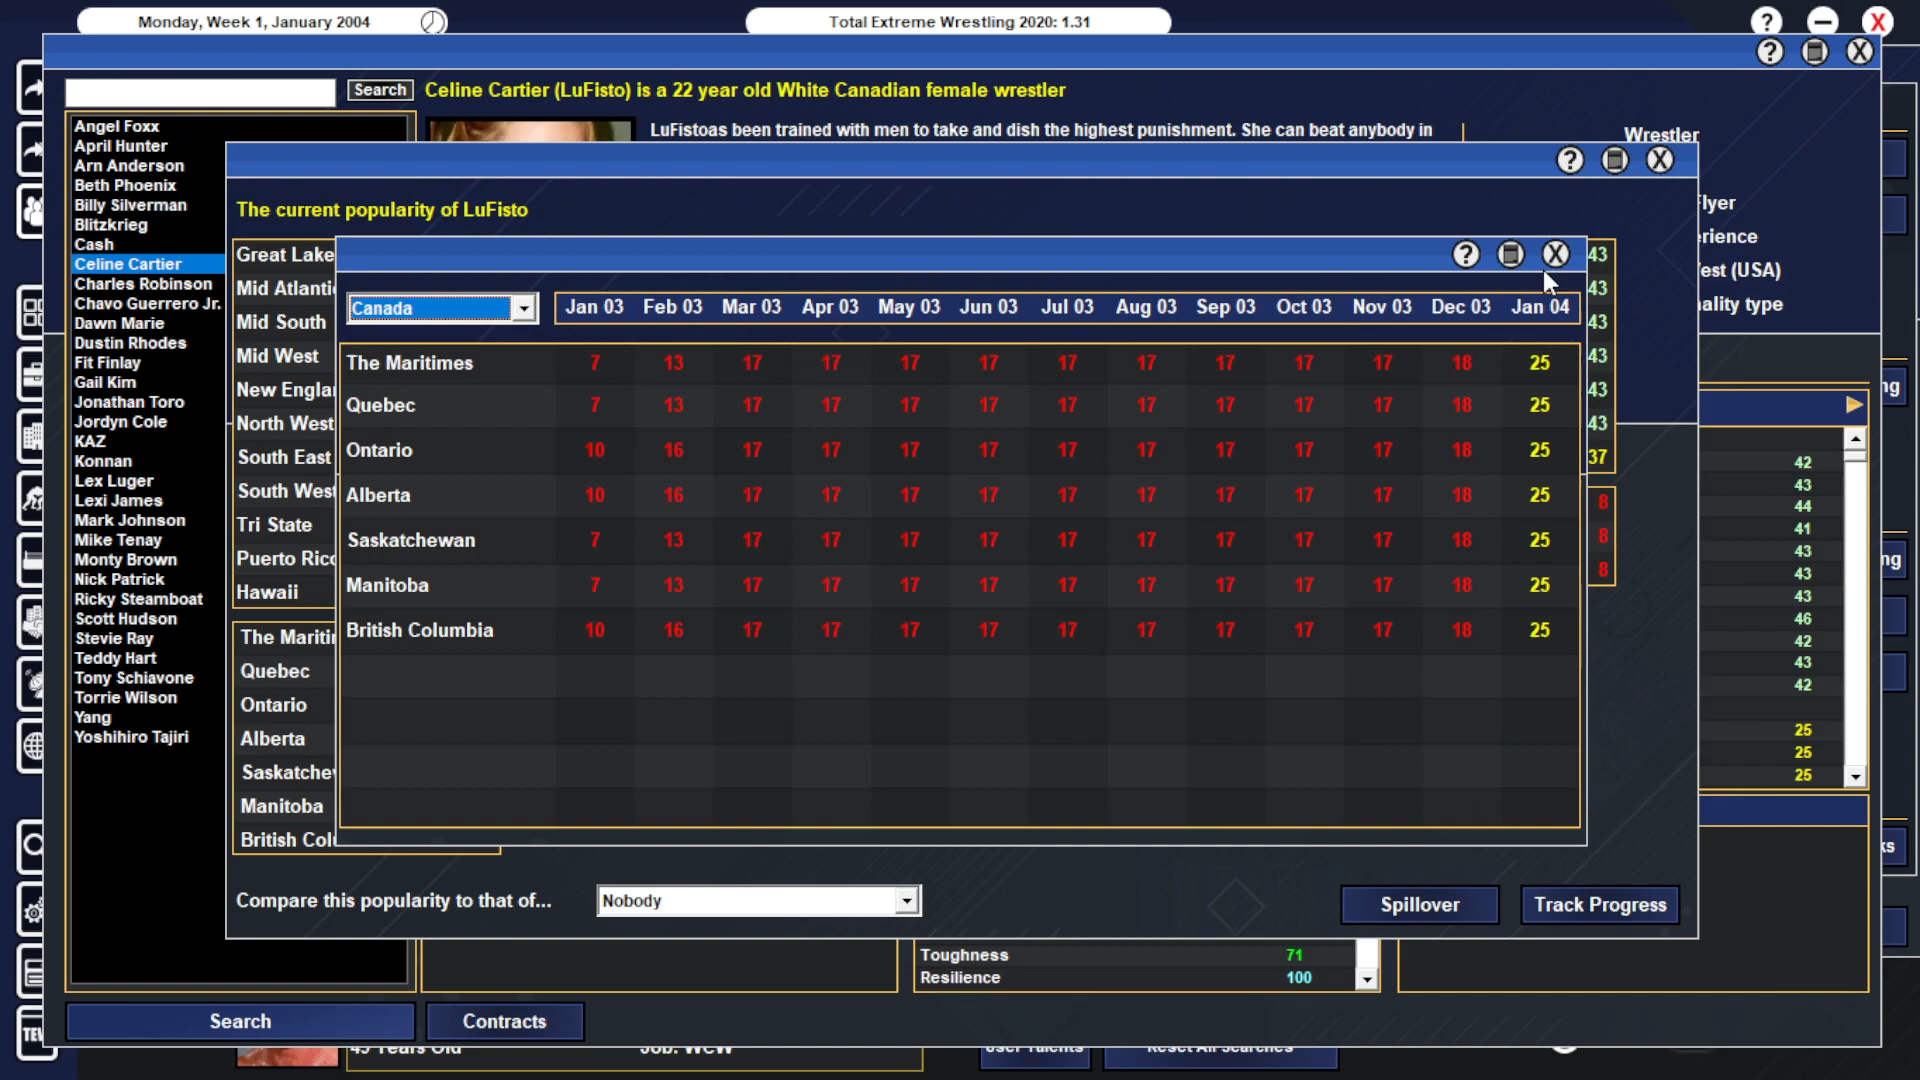 Monday, Week 1, January 2004
Total Extreme Wrestling 2020: 1.31
Search
Celine Cartier (LuFisto) is a 22 year old White Canadian female wrestler
LuFistoas been trained with men to take and dish the highest punishment. She can beat anybody in
Wrestler
Angel Foxx
April Hunter
Arn Anderson
Beth Phoenix
Billy Silverman
Blitzkrieg
Cash
Celine Cartier
Charles Robinson
Chavo Guerrero Jr.
Dawn Marie
Dustin Rhodes
Fit Finlay
Gail Kim
Jonathan Toro
Jordyn Cole
KAZ
Konnan
Lex Luger
Lexi James
Mark Johnson
Mike Tenay
Monty Brown
Nick Patrick
Ricky Steamboat
Scott Hudson
Stevie Ray
Teddy Hart
Tony Schiavone
Torrie Wilson
Yang
Yoshihiro Tajiri
The current popularity of LuFisto
Great Lake
Mid Atlanti
Mid South
Mid West
New Engla
North West
South East
South Wes
Tri State
Puerto Ric
Hawaii
The Mariti
Quebec
Ontario
Alberta
Saskatche
Manitoba
British Col
Canada Jan 03 Feb 03 Mar 03 Apr 03 May 03 Jun 03 Jul 03 Aug 03 Sep 03 Oct 03 Nov 03 Dec 03 Jan 04
The Maritimes 7 13 17 17 17 17 17 17 17 17 17 18 25
Quebec 7 13 17 17 17 17 17 17 17 17 17 18 25
Ontario 10 16 17 17 17 17 17 17 17 17 17 18 25
Alberta 10 16 17 17 17 17 17 17 17 17 17 18 25
Saskatchewan 7 13 17 17 17 17 17 17 17 17 17 18 25
Manitoba 7 13 17 17 17 17 17 17 17 17 17 18 25
British Columbia 10 16 17 17 17 17 17 17 17 17 17 18 25
43
43
43
43
43
43
37
8
8
8
lyer
rience
est (USA)
ality type
ng
42
43
44
41
43
43
43
46
42
43
42
25
25
25
ng
ks
Compare this popularity to that of... Nobody
Spillover
Track Progress
Toughness 71
Resilience 100
Search
Contracts
TEW
45 Years Old
Job: WCW
User Talents
Reset All Searches